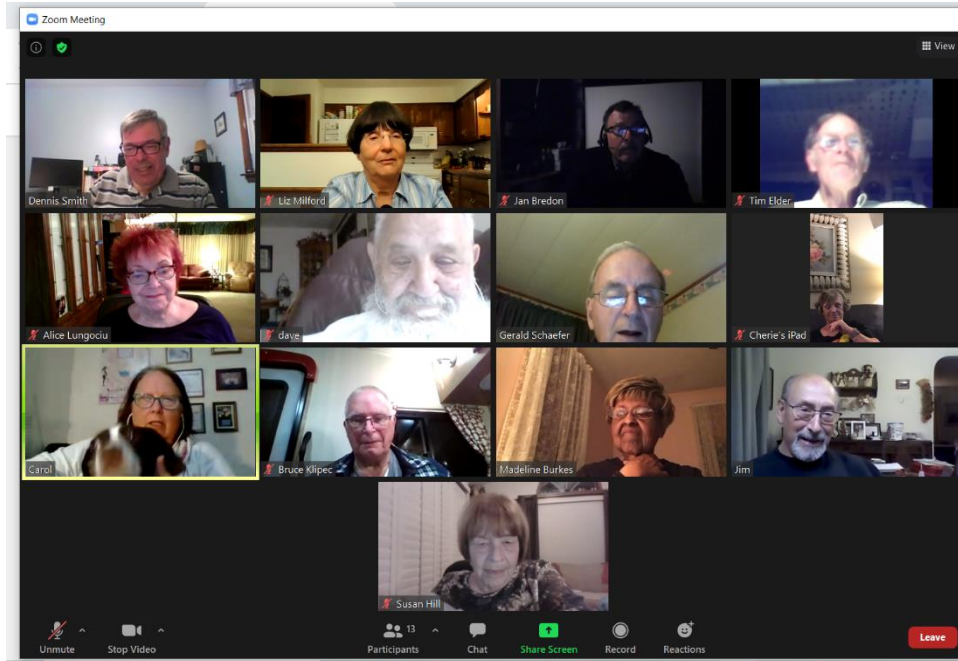 Zoom Meeting
View
Dennis Smith
Liz Milford
Jan Bredon
Tim Elder
Alice Lungociu
dave
Gerald Schaefer
Cherie's iPad
Carol
Bruce Klipec
Madeline Burkes
Jim
Susan Hill
13
Unmute
Stop Video
Participants
Chat
Share Screen
Record
Reactions
Leave